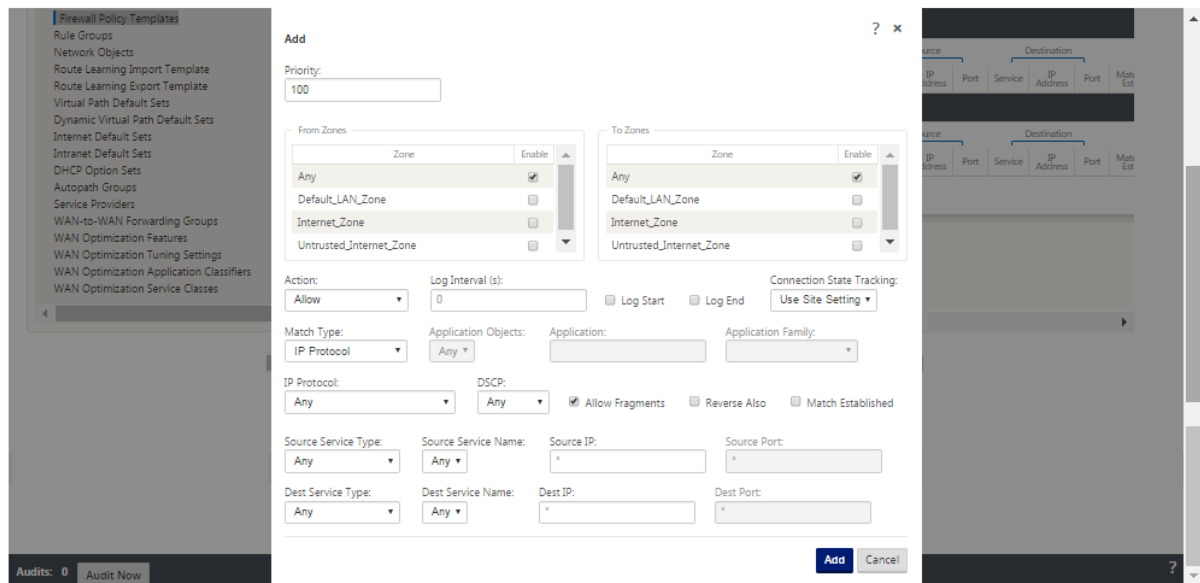 Firewall Policy Templates
Rule Groups
Network Objects
Route Learning Import Template
Route Learning Export Template
Virtual Path Default Sets
Dynamic Virtual Path Default Sets
Internet Default Sets
Intranet Default Sets
DHCP Option Sets
Autopath Groups
Service Providers
WAN-to-WAN Forwarding Groups
WAN Optimization Features
WAN Optimization Tuning Settings
WAN Optimization Application Classifiers
WAN Optimization Service Classes
Add ? ×
Priority:
100
From Zones To Zones
Zone Enable Zone Enable
Any Any
Default_LAN_Zone Default_LAN_Zone
Internet_Zone Internet_Zone
Untrusted_Internet_Zone Untrusted_Internet_Zone
Action: Log Interval (s): Connection State Tracking:
Allow 0 Log Start Log End Use Site Setting
Match Type: Application Objects: Application: Application Family:
IP Protocol Any
IP Protocol: DSCP:
Any Any Allow Fragments Reverse Also Match Established
Source Service Type: Source Service Name: Source IP: Source Port:
Any Any * *
Dest Service Type: Dest Service Name: Dest IP: Dest Port:
Any Any * *
Add Cancel
Destination
IP Port Service IP Port
Address
Destination
IP Port Service IP Port
Address
Audits: 0 Audit Now ?